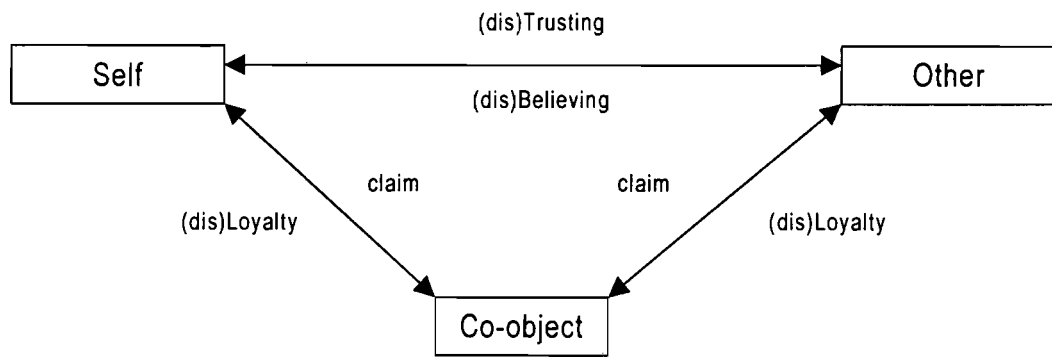 (dis)Trusting
Self
Other
(dis)Believing
claim
claim
(dis)Loyalty
(dis)Loyalty
Co-object